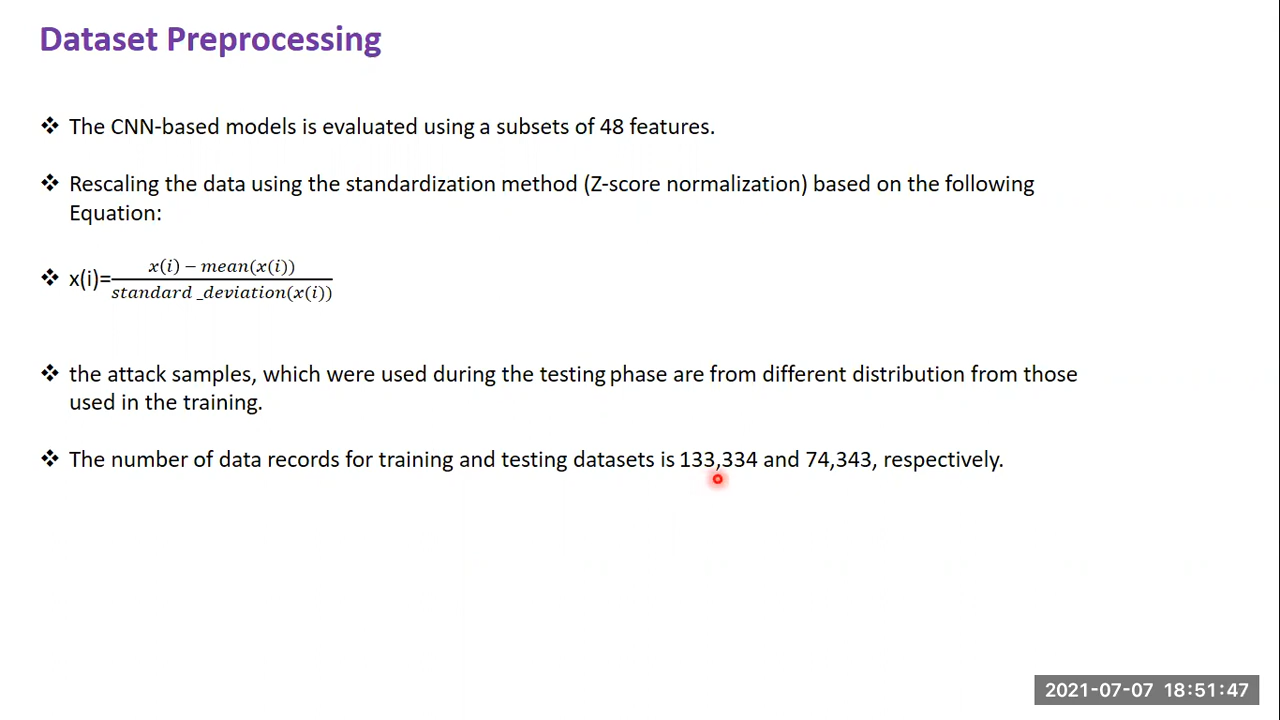 Dataset Preprocessing
❖ The CNN-based models is evaluated using a subsets of 48 features.
❖ Rescaling the data using the standardization method (Z-score normalization) based on the following
Equation:
❖ x(i)=
x(i) − mean(x(i))
standard _deviation(x(i))
❖ the attack samples, which were used during the testing phase are from different distribution from those
used in the training.
❖ The number of data records for training and testing datasets is 133,334 and 74,343, respectively.
2021-07-07 18:51:47